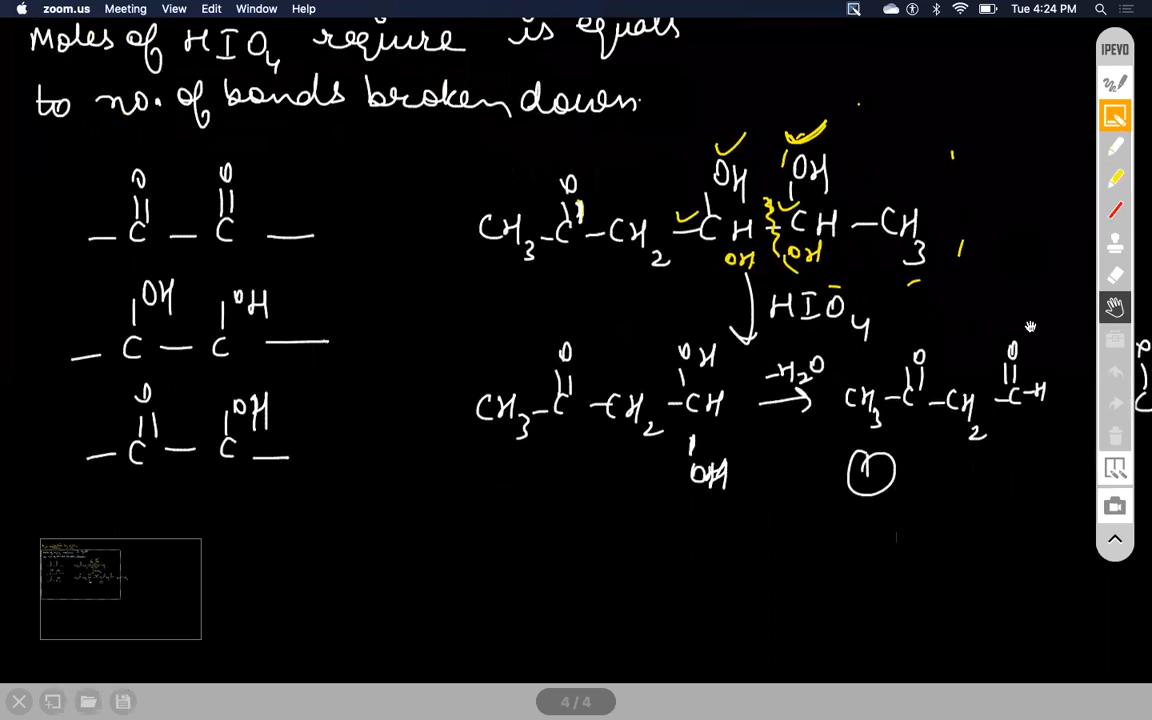 zoom.us Meeting View Edit Window Help Tue 4:24 PM
IPEVO
Moles of HIO4 require is equals
to no. of bonds broken down.
O O
|| ||
— C — C —
OH OH
| |
— C — C —
O OH
|| |
— C — C —
OH OH
O | |
||
CH3 — C — CH2 — CH — CH — CH3
OH OH
HIO4
O OH
|| |
CH3 — C — CH2 — CH
|
OH
-H2O
O O
|| ||
CH3 — C — CH2 — C — H
1
4 / 4